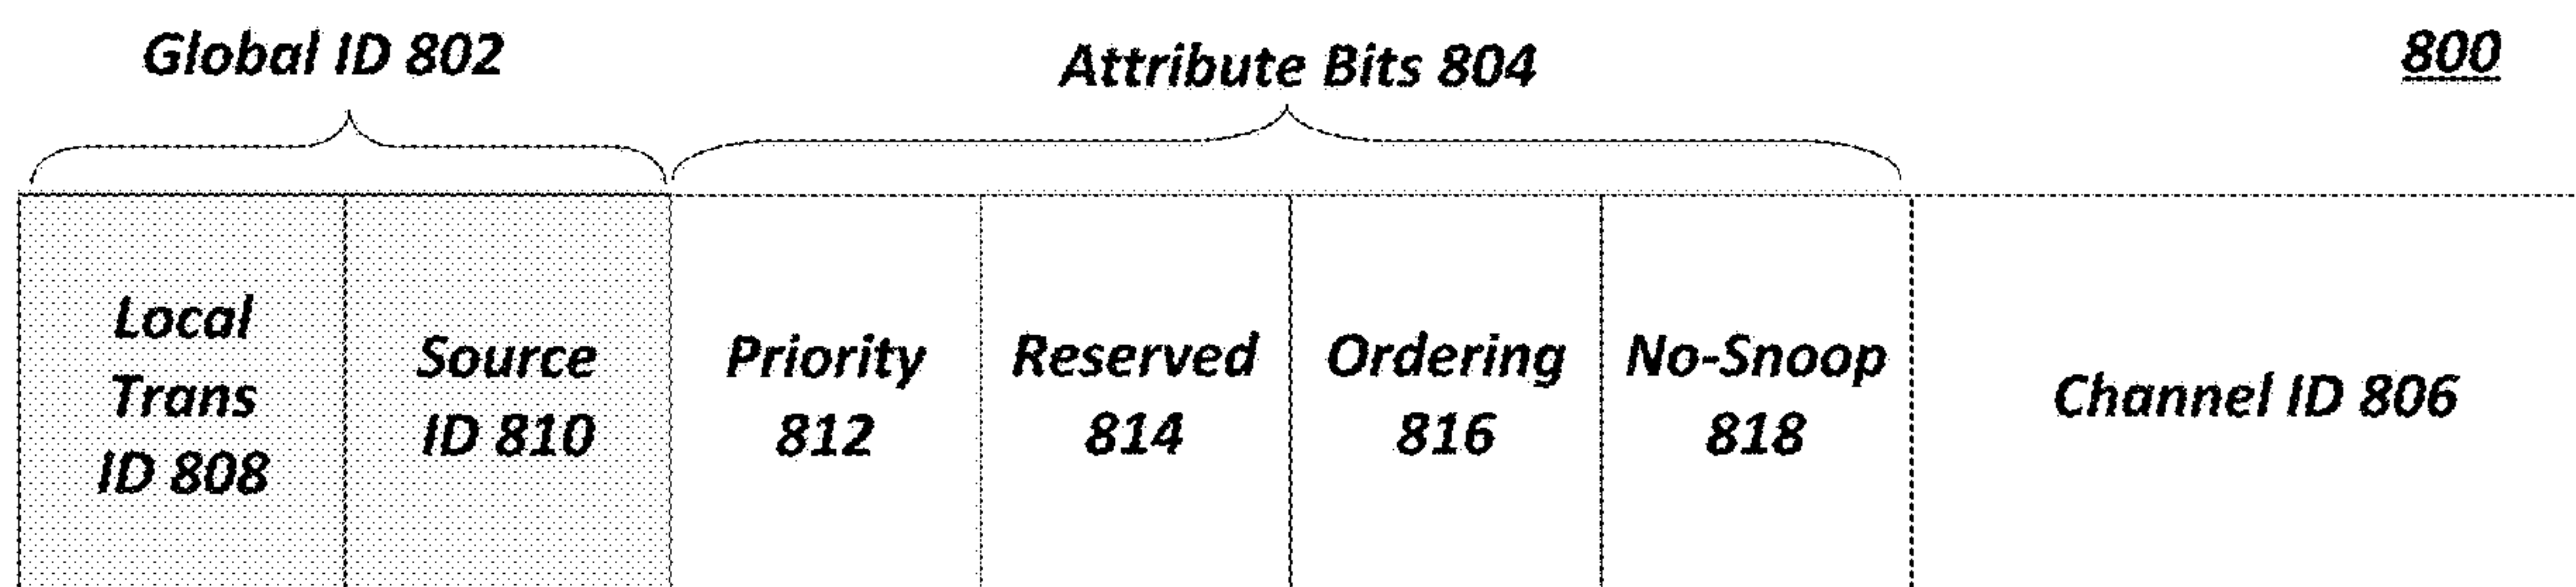 Global ID 802
Attribute Bits 804
800
Local
Trans
ID 808
Source
ID 810
Priority
812
Reserved
814
Ordering
816
No-Snoop
818
Channel ID 806